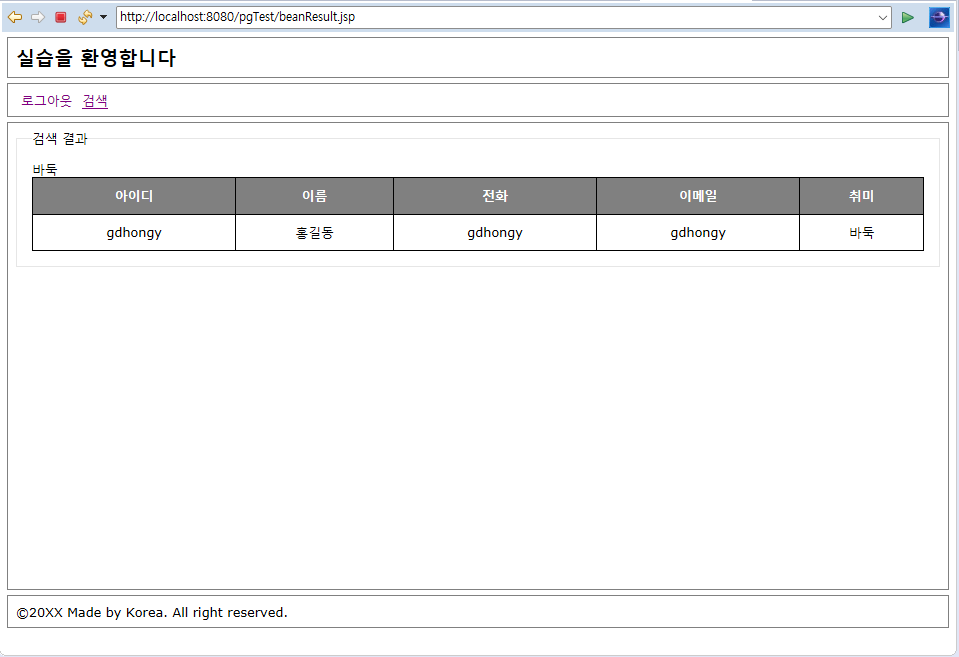 http://localhost:8080/pgTest/beanResult.jsp
실습을 환영합니다
로그아웃 검색
검색 결과
바둑
아이디 이름 전화 이메일 취미
gdhongy 홍길동 gdhongy gdhongy 바둑
©20XX Made by Korea. All right reserved.